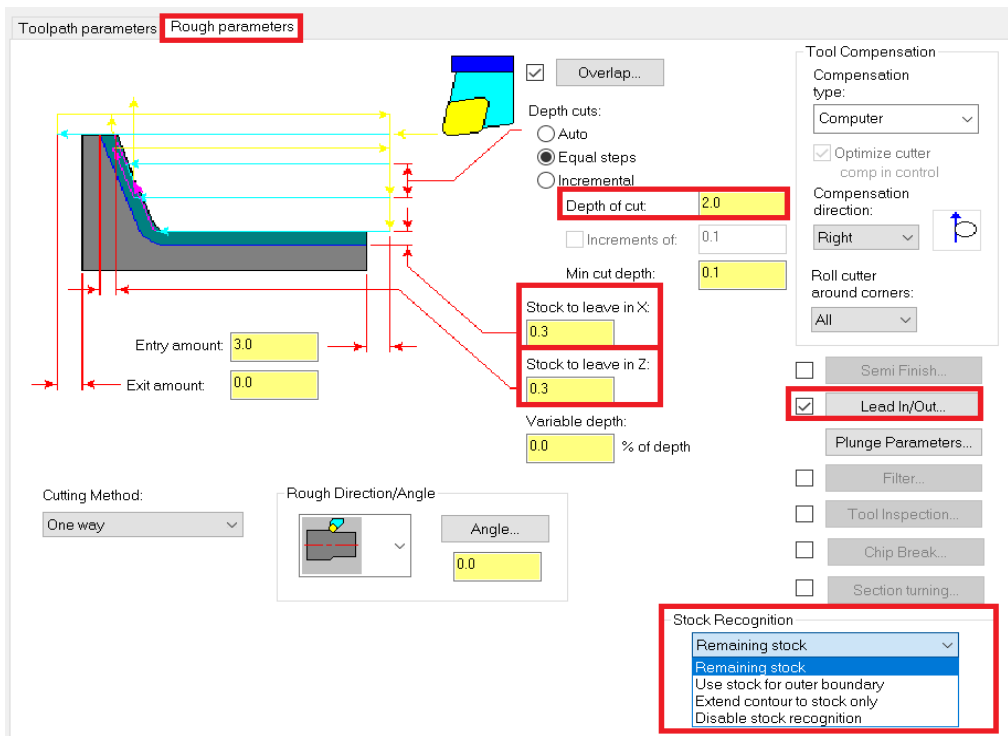 Toolpath parameters
Rough parameters
Overlap...
Depth cuts:
Auto
Equal steps
Incremental
Depth of cut:
2.0
Increments of:
0.1
Min cut depth:
0.1
Stock to leave in X:
0.3
Stock to leave in Z:
0.3
Variable depth:
0.0
% of depth
Entry amount:
3.0
Exit amount:
0.0
Cutting Method:
One way
Rough Direction/Angle
Angle...
0.0
Tool Compensation
Compensation
type:
Computer
Optimize cutter
comp in control
Compensation
direction:
Right
Roll cutter
around corners:
All
Semi Finish...
Lead In/Out...
Plunge Parameters...
Filter...
Tool Inspection...
Chip Break...
Section turning...
Stock Recognition
Remaining stock
Remaining stock
Use stock for outer boundary
Extend contour to stock only
Disable stock recognition